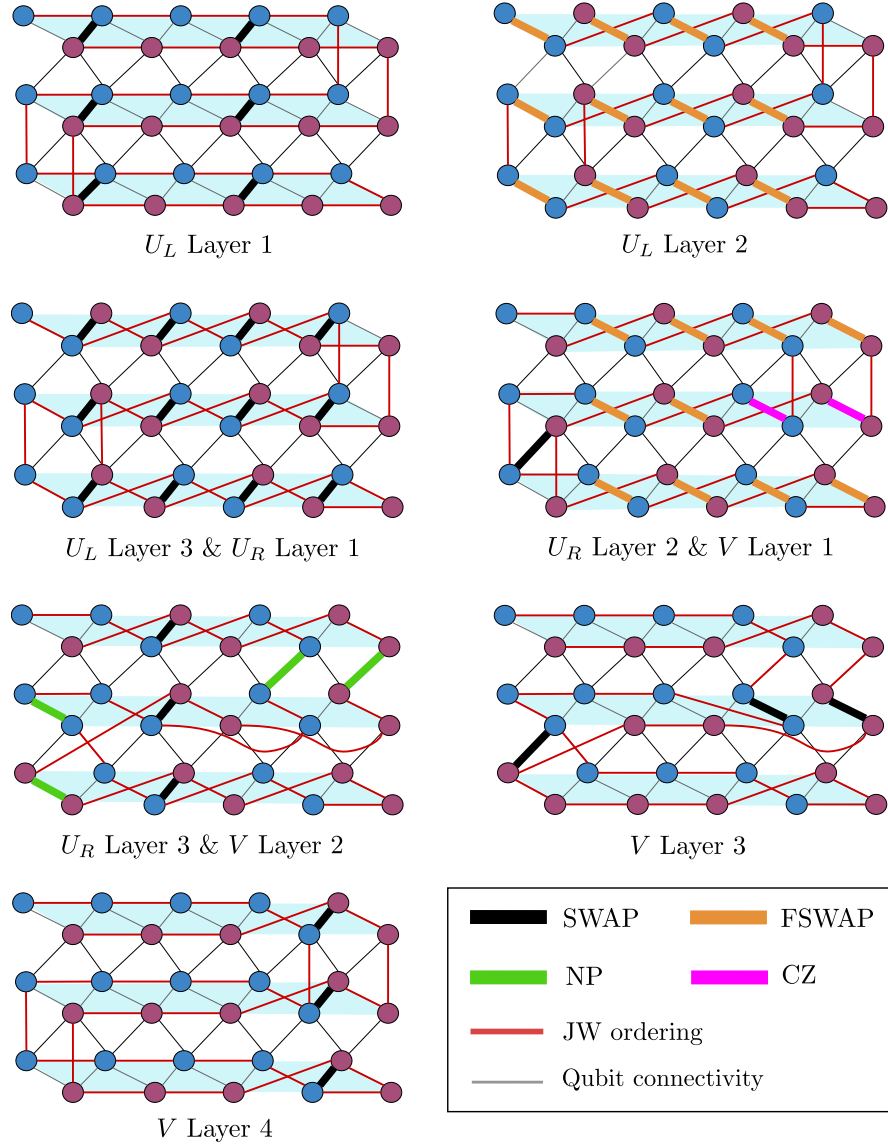 $U_L$ Layer 1
$U_L$ Layer 2
$U_L$ Layer 3 & $U_R$ Layer 1
$U_R$ Layer 2 & $V$ Layer 1
$U_R$ Layer 3 & $V$ Layer 2
$V$ Layer 3
$V$ Layer 4
SWAP
FSWAP
NP
CZ
JW ordering
Qubit connectivity